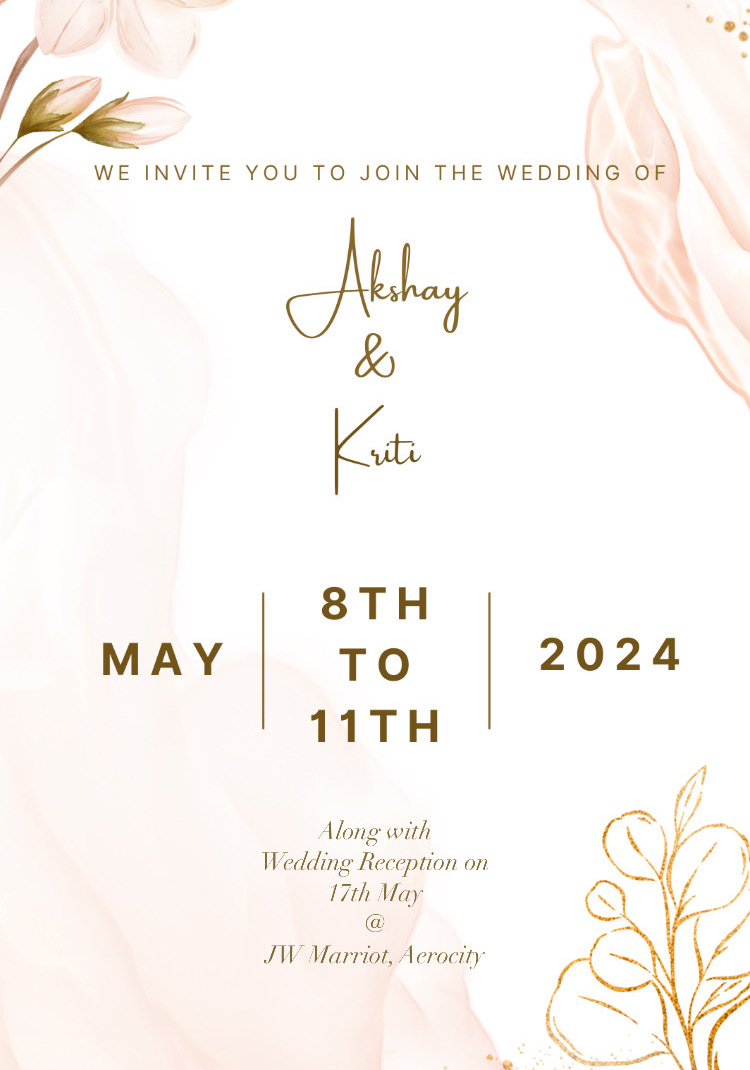 WE INVITE YOU TO JOIN THE WEDDING OF
Akshay
&
Kriti
MAY
8TH
TO
11TH
2024
Along with
Wedding Reception on
17th May
@
JW Marriot, Aerocity